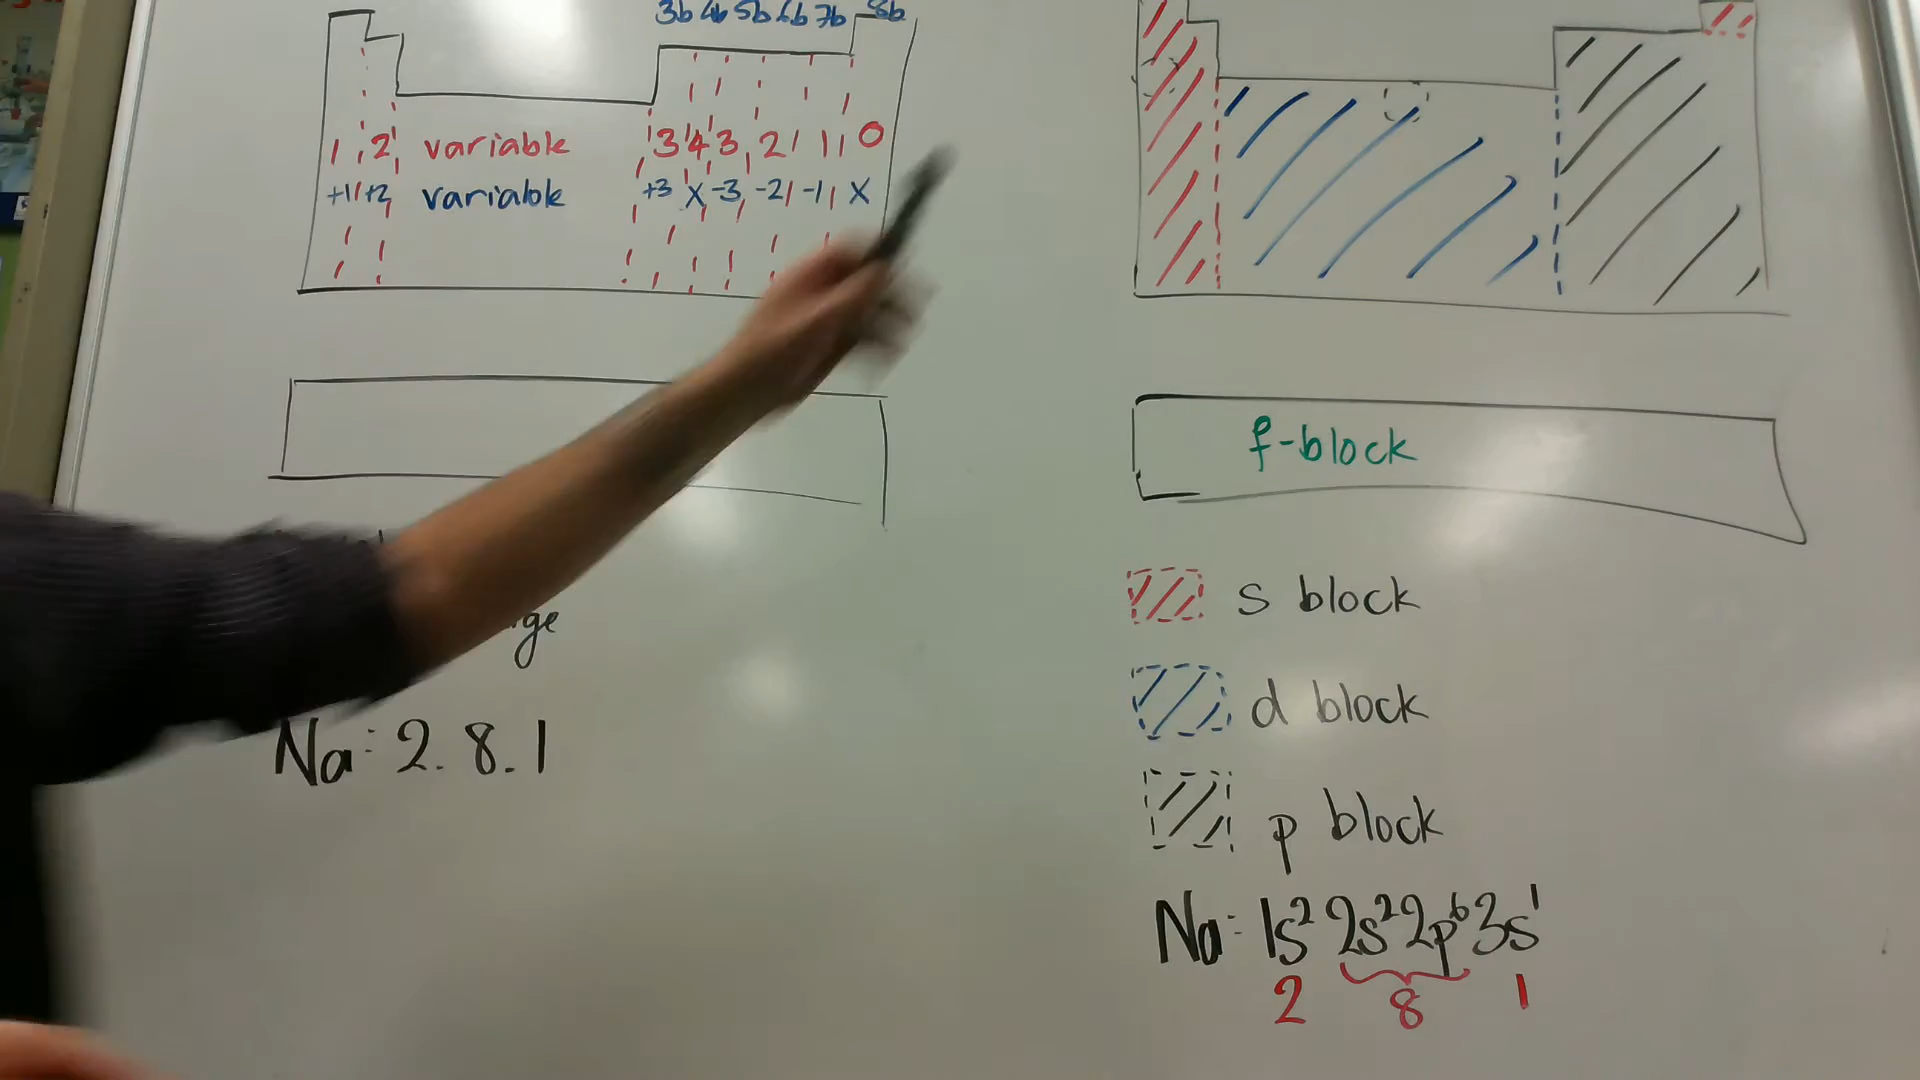 3b 4b 5b 6b 7b 8b
1 2 variable 3 4 3 2 1 0
+1 +2 variable +3 X -3 -2 -1 X
f-block
s block
d block
p block
Na: 2.8.1
Na: 1s² 2s² 2p⁶ 3s¹
2 8 1